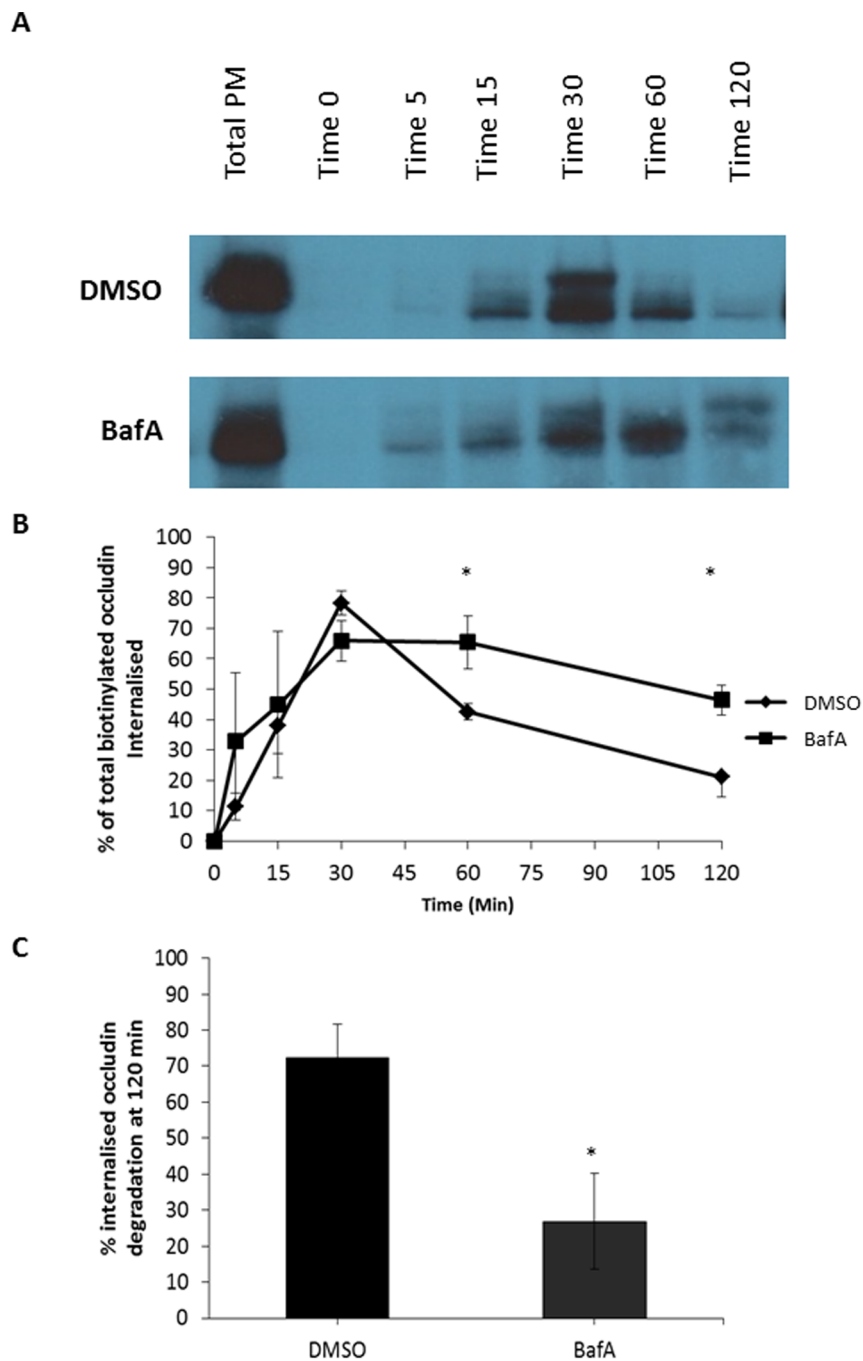 A
Total PM
Time 0
Time 5
Time 15
Time 30
Time 60
Time 120
DMSO
BafA
B
% of total biotinylated occludin
Internalised
100
90
80
70
60
50
40
30
20
10
0
*
*
DMSO
BafA
0
15
30
45
60
75
90
105
120
Time (Min)
C
% internalised occludin
degradation at 120 min
100
90
80
70
60
50
40
30
20
10
0
*
DMSO
BafA